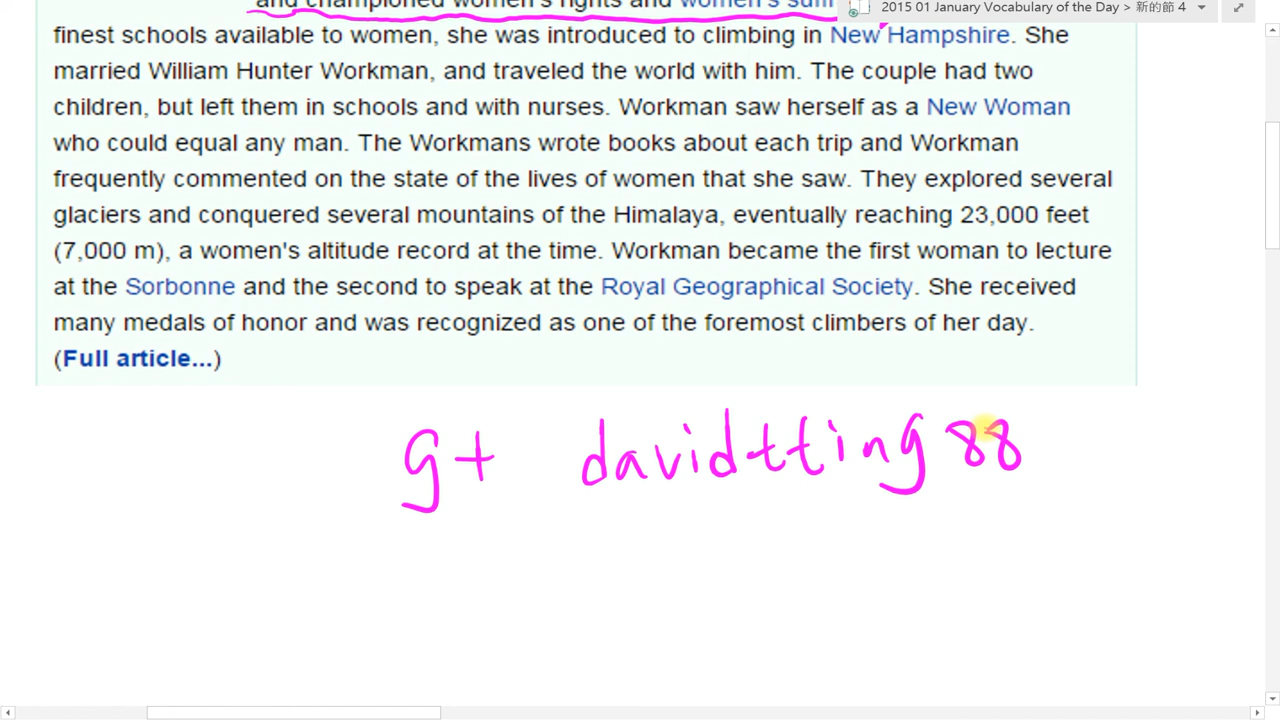 and championed women's rights and women's suff
2015 01 January Vocabulary of the Day > 新的節 4
finest schools available to women, she was introduced to climbing in New Hampshire. She
married William Hunter Workman, and traveled the world with him. The couple had two
children, but left them in schools and with nurses. Workman saw herself as a New Woman
who could equal any man. The Workmans wrote books about each trip and Workman
frequently commented on the state of the lives of women that she saw. They explored several
glaciers and conquered several mountains of the Himalaya, eventually reaching 23,000 feet
(7,000 m), a women's altitude record at the time. Workman became the first woman to lecture
at the Sorbonne and the second to speak at the Royal Geographical Society. She received
many medals of honor and was recognized as one of the foremost climbers of her day.
(Full article...)
g+ davidtting88